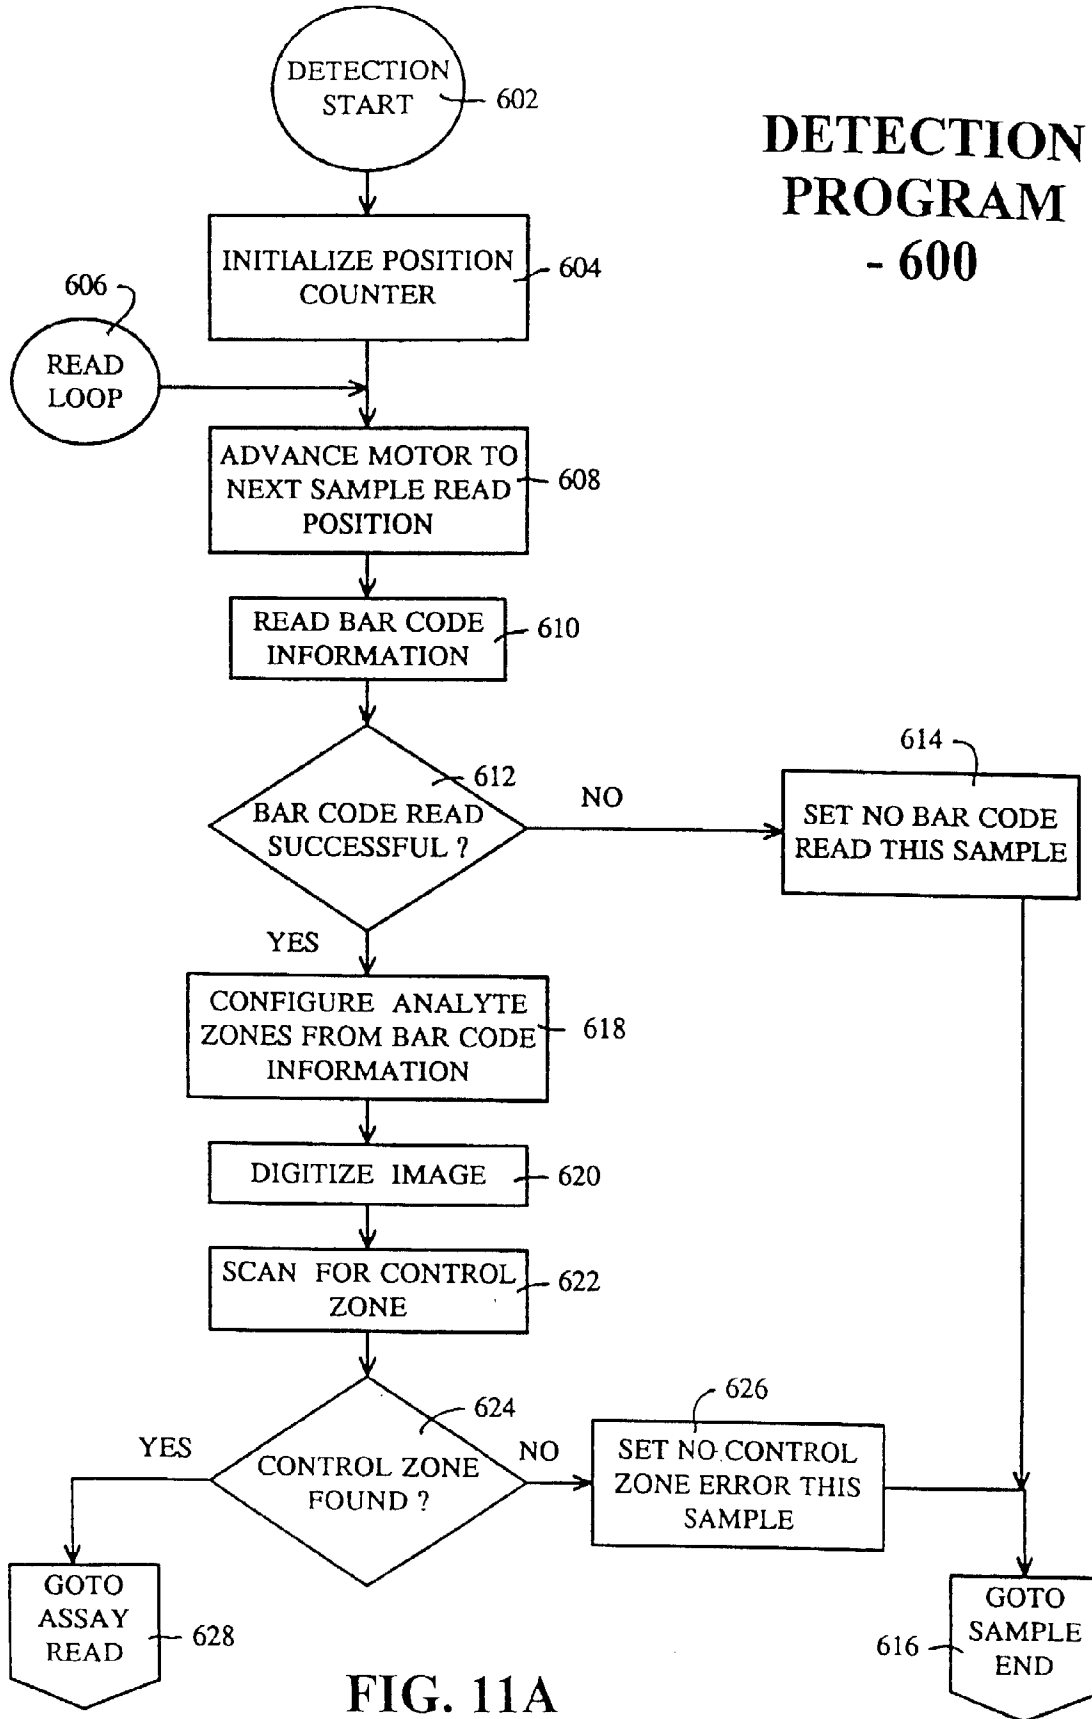 DETECTION
START
602
DETECTION
PROGRAM
- 600
INITIALIZE POSITION
COUNTER
604
606
READ
LOOP
ADVANCE MOTOR TO
NEXT SAMPLE READ
POSITION
608
READ BAR CODE
INFORMATION
610
612
BAR CODE READ
SUCCESSFUL ?
NO
614
SET NO BAR CODE
READ THIS SAMPLE
YES
CONFIGURE ANALYTE
ZONES FROM BAR CODE
INFORMATION
618
DIGITIZE IMAGE
620
SCAN FOR CONTROL
ZONE
622
624
CONTROL ZONE
FOUND ?
YES
NO
626
SET NO CONTROL
ZONE ERROR THIS
SAMPLE
GOTO
ASSAY
READ
628
GOTO
SAMPLE
END
616
FIG. 11A